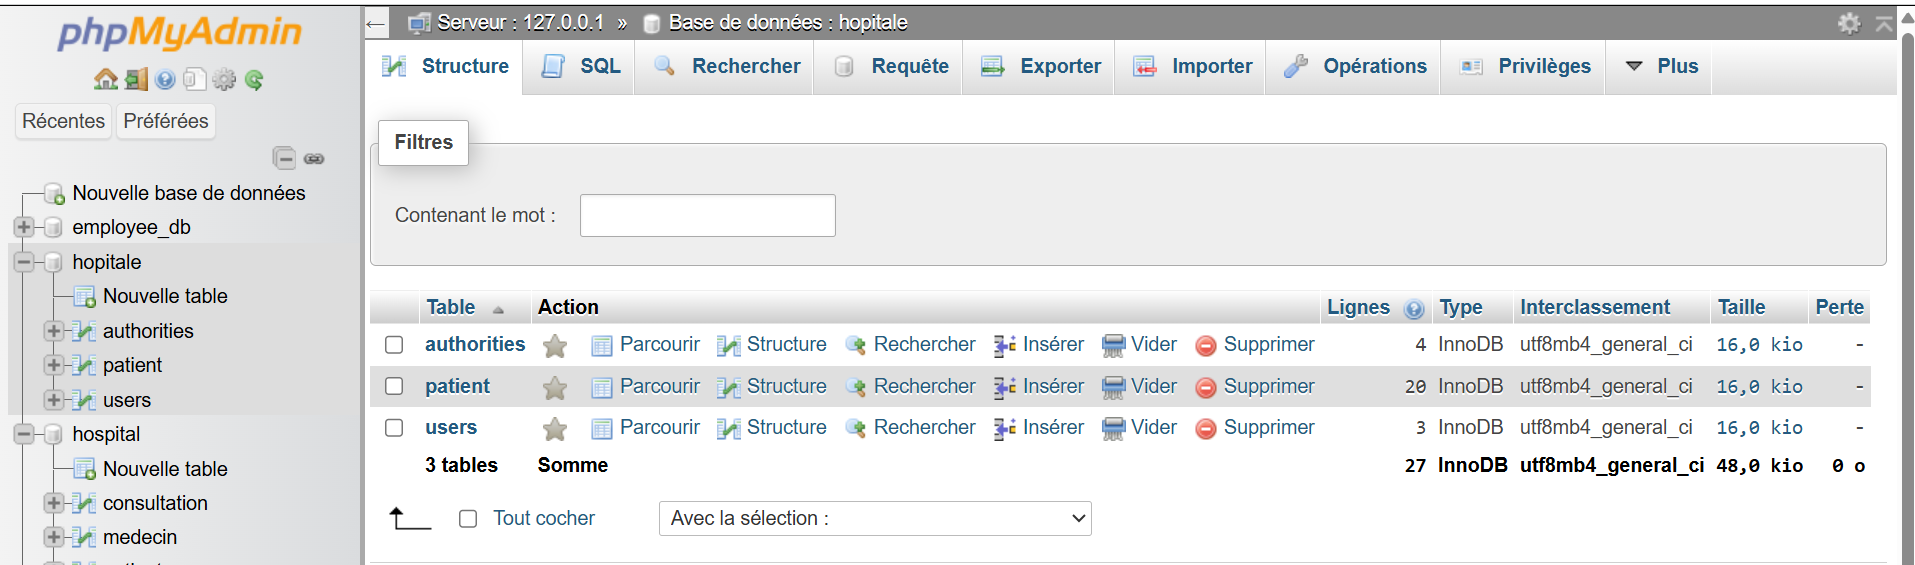 phpMyAdmin
Récentes Préférées
Nouvelle base de données
employee_db
hopitale
Nouvelle table
authorities
patient
users
hospital
Nouvelle table
consultation
medecin
← Serveur : 127.0.0.1 » Base de données : hopitale
Structure SQL Rechercher Requête Exporter Importer Opérations Privilèges Plus
Filtres
Contenant le mot :
Table Action Lignes Type Interclassement Taille Perte
authorities Parcourir Structure Rechercher Insérer Vider Supprimer 4 InnoDB utf8mb4_general_ci 16,0 kio -
patient Parcourir Structure Rechercher Insérer Vider Supprimer 20 InnoDB utf8mb4_general_ci 16,0 kio -
users Parcourir Structure Rechercher Insérer Vider Supprimer 3 InnoDB utf8mb4_general_ci 16,0 kio -
3 tables Somme 27 InnoDB utf8mb4_general_ci 48,0 kio 0 o
Tout cocher Avec la sélection :